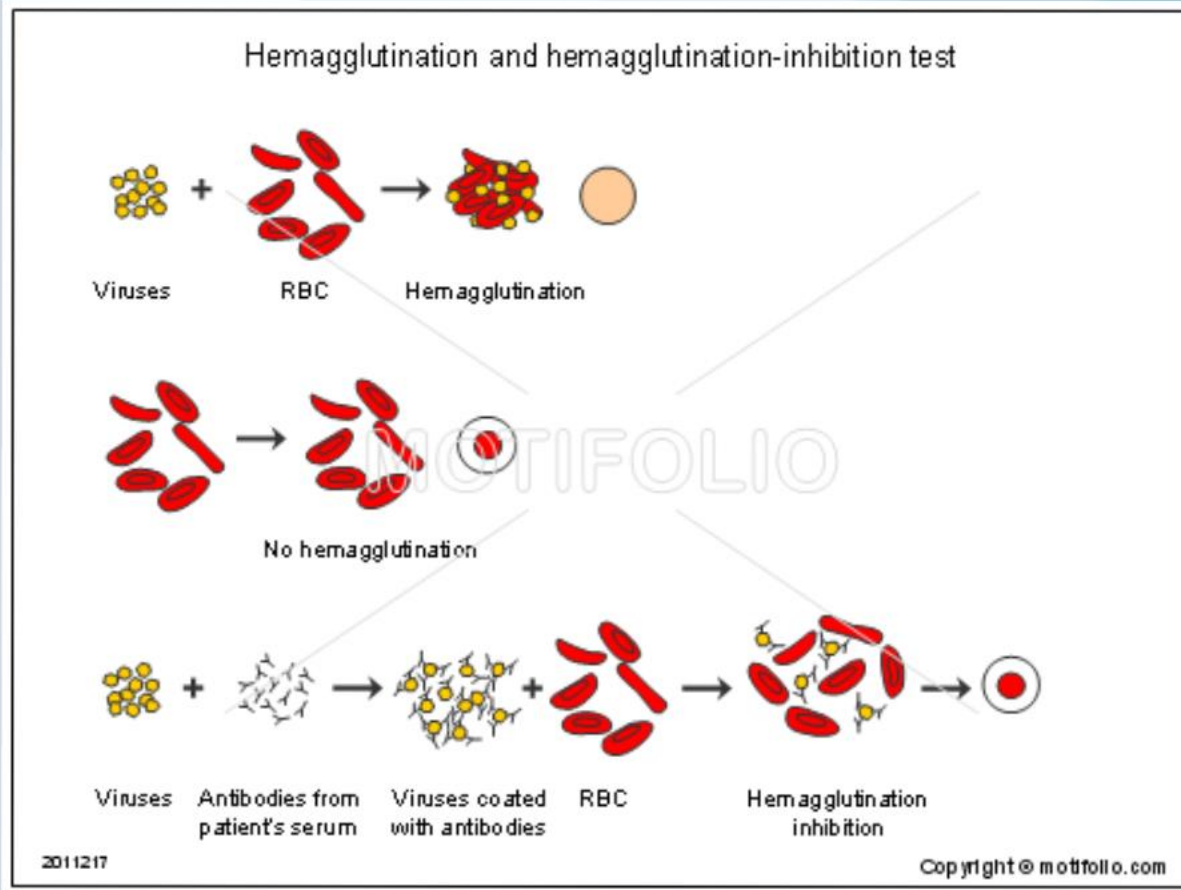 Hemagglutination and hemagglutination-inhibition test
Viruses RBC Hemagglutination
MOTIFOLIO
No hemagglutination
Viruses Antibodies from patient's serum Viruses coated with antibodies RBC Hemagglutination inhibition
2011217 Copyright © motifolio.com